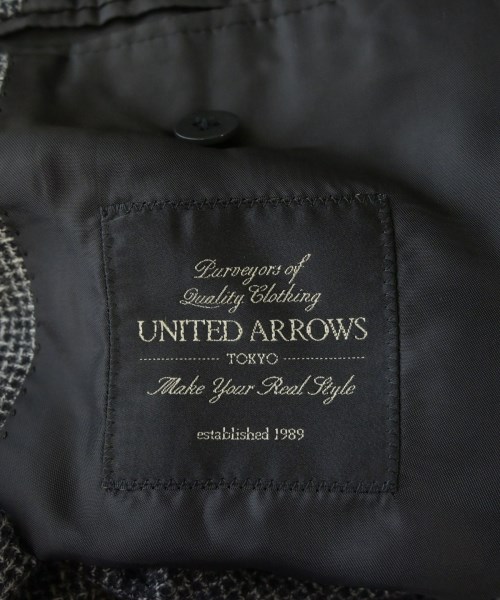 Purveyors of
Quality Clothing
UNITED ARROWS
TOKYO
Make Your Real Style
established 1989